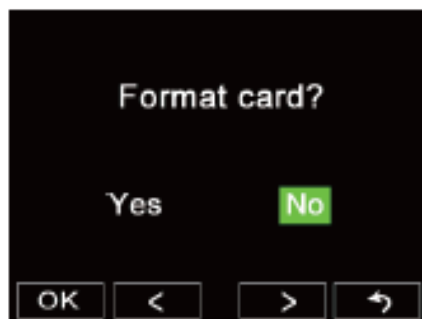 Format card?
Yes No
OK < >